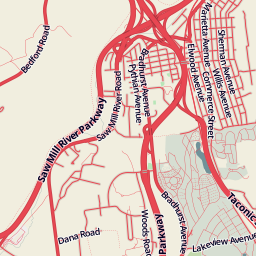 Bedford Road
Saw Mill River Parkway
Saw Mill River Road
Bradhurst Avenue
Pythian Avenue
Marietta Avenue
Sherman Avenue
Willis Avenue
Commerce Street
Elwood Avenue
Taconic
Bradhurst Avenue
Woods Road
Parkway
Dana Road
Lakeview Avenue